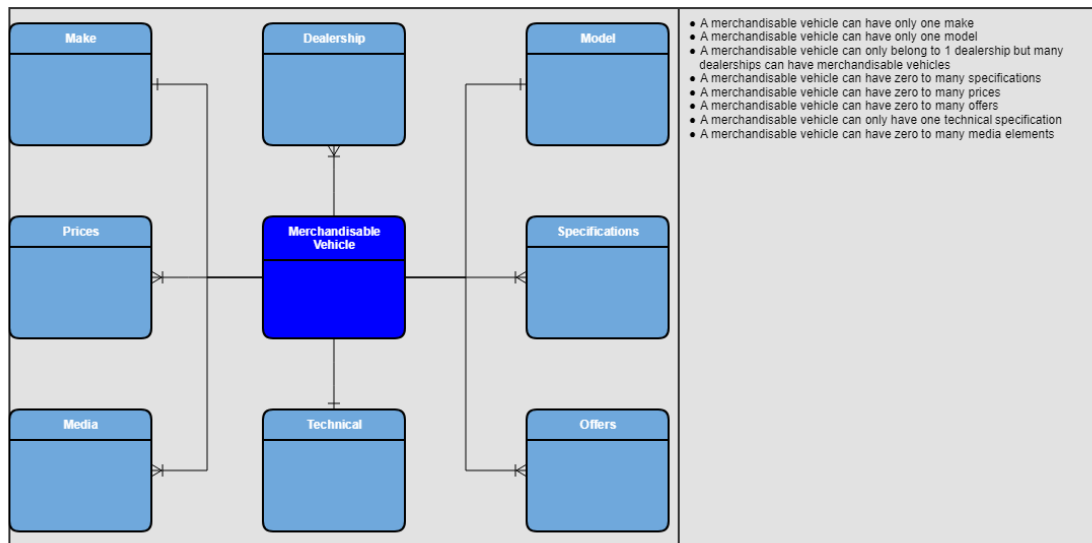 Make
Dealership
Model
Prices
Merchandisable
Vehicle
Specifications
Media
Technical
Offers
● A merchandisable vehicle can have only one make
● A merchandisable vehicle can have only one model
● A merchandisable vehicle can only belong to 1 dealership but many
dealerships can have merchandisable vehicles
● A merchandisable vehicle can have zero to many specifications
● A merchandisable vehicle can have zero to many prices
● A merchandisable vehicle can have zero to many offers
● A merchandisable vehicle can only have one technical specification
● A merchandisable vehicle can have zero to many media elements